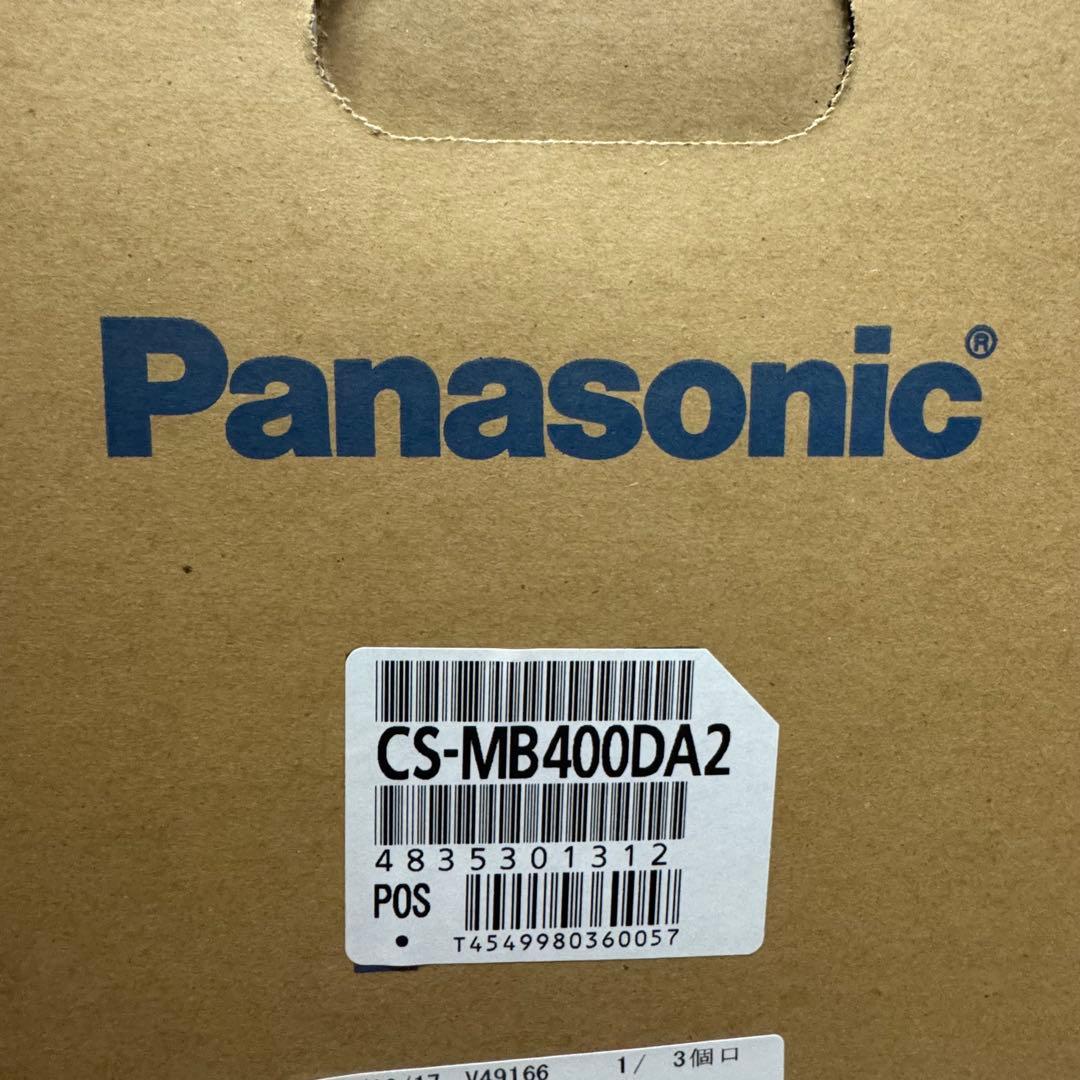 Panasonic®
CS-MB400DA2
4835301312
POS
T4549980360057
V49166 1/ 3個口